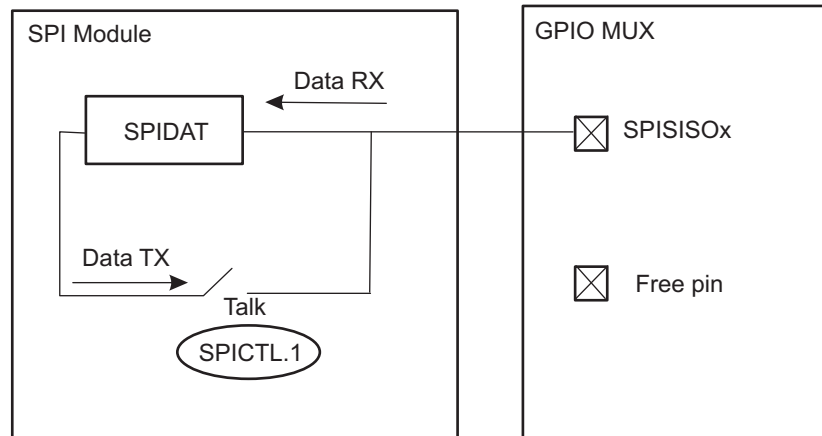 SPI Module
GPIO MUX
Data RX
SPIDAT
SPISISOx
Data TX
Free pin
Talk
SPICTL.1